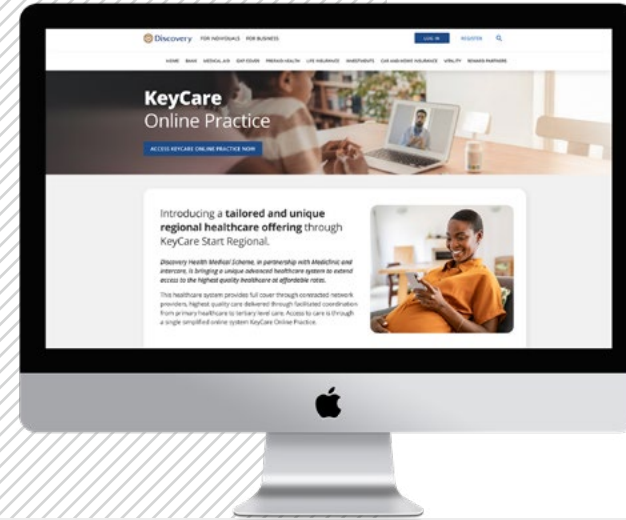 Discovery FOR INDIVIDUALS FOR BUSINESS LOG IN REGISTER
HOME BANK MEDICAL AID GAP COVER PREPAID HEALTH LIFE INSURANCE INVESTMENTS CAR AND HOME INSURANCE VITALITY REWARD PARTNERS
KeyCare
Online Practice
ACCESS KEYCARE ONLINE PRACTICE NOW
Introducing a tailored and unique
regional healthcare offering through
KeyCare Start Regional.
Discovery Health Medical Scheme, in partnership with Mediclinic and
Intercare, is bringing a unique advanced healthcare system to extend
access to the highest quality healthcare at affordable rates.
This healthcare system provides full cover through contracted network
providers, highest quality care delivered through facilitated coordination
from primary healthcare to tertiary level care. Access to care is through
a single simplified online system KeyCare Online Practice.